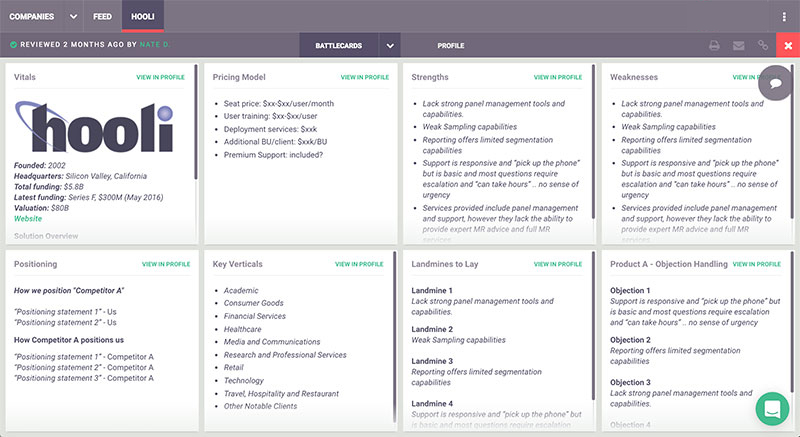 COMPANIES
FEED
HOOLI
REVIEWED 2 MONTHS AGO BY NATE D.
BATTLECARDS
PROFILE
Vitals
VIEW IN PROFILE
hooli
Founded: 2002
Headquarters: Silicon Valley, California
Total funding: $5.8B
Latest funding: Series F, $300M (May 2016)
Valuation: $80B
Website
Solution Overview
Pricing Model
VIEW IN PROFILE
• Seat price: $xx-$xx/user/month
• User training: $xx-$xx/user
• Deployment services: $xxk
• Additional BU/client: $xxk/BU
• Premium Support: included?
Strengths
VIEW IN PROFILE
• Lack strong panel management tools and
capabilities.
• Weak Sampling capabilities
• Reporting offers limited segmentation
capabilities
• Support is responsive and “pick up the phone”
but is basic and most questions require
escalation and “can take hours” .. no sense of
urgency
• Services provided include panel management
and support, however they lack the ability to
provide expert MR advice and full MR
services
Weaknesses
VIEW IN PROFILE
• Lack strong panel management tools and
capabilities.
• Weak Sampling capabilities
• Reporting offers limited segmentation
capabilities
• Support is responsive and “pick up the phone”
but is basic and most questions require
escalation and “can take hours” .. no sense of
urgency
• Services provided include panel management
and support, however they lack the ability to
provide expert MR advice and full MR
services
Positioning
VIEW IN PROFILE
How we position "Competitor A"
"Positioning statement 1" - Us
"Positioning statement 2" - Us
How Competitor A positions us
"Positioning statement 1" - Competitor A
"Positioning statement 2" - Competitor A
"Positioning statement 3" - Competitor A
Key Verticals
VIEW IN PROFILE
• Academic
• Consumer Goods
• Financial Services
• Healthcare
• Media and Communications
• Research and Professional Services
• Retail
• Technology
• Travel, Hospitality and Restaurant
• Other Notable Clients
Landmines to Lay
VIEW IN PROFILE
Landmine 1
Lack strong panel management tools and
capabilities.
Landmine 2
Weak Sampling capabilities
Landmine 3
Reporting offers limited segmentation
capabilities
Landmine 4
Support is responsive and “pick up the phone”
but is basic and most questions require
Product A - Objection Handling
VIEW IN PROFILE
Objection 1
Support is responsive and “pick up the phone” but
is basic and most questions require escalation
and “can take hours” .. no sense of urgency
Objection 2
Reporting offers limited segmentation
capabilities
Objection 3
Lack strong panel management tools and
capabilities.
Objection 4